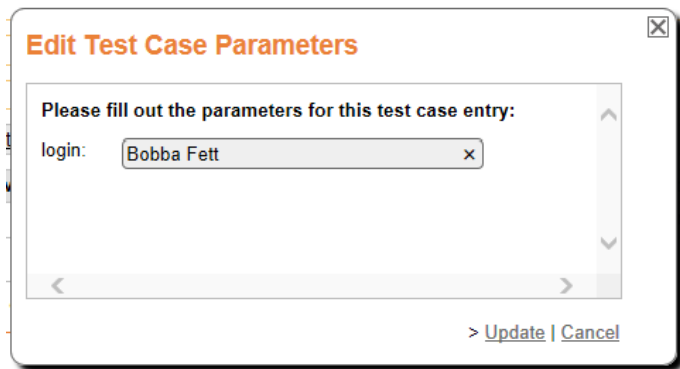 Edit Test Case Parameters
Please fill out the parameters for this test case entry:
login: Bobba Fett ×
> Update | Cancel